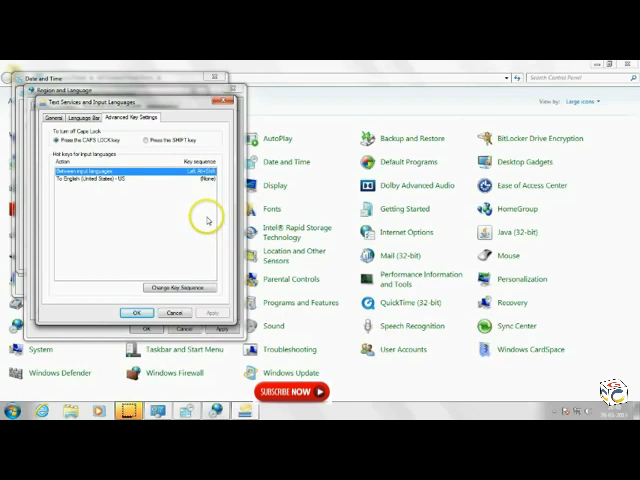 Date and Time
Region and Language
Text Services and Input Languages
General
Language Bar
Advanced Key Settings
To turn off Caps Lock
Press the CAPS LOCK key
Press the SHIFT key
Hot keys for input languages
Action
Key sequence
Between input languages
Left Alt+Shift
To English (United States) - US
(None)
Change Key Sequence...
OK
Cancel
Apply
OK
Cancel
Apply
Search Control Panel
View by:
Large icons
AutoPlay
Backup and Restore
BitLocker Drive Encryption
Date and Time
Default Programs
Desktop Gadgets
Display
Dolby Advanced Audio
Ease of Access Center
Fonts
Getting Started
HomeGroup
Intel® Rapid Storage
Technology
Internet Options
Java (32-bit)
Location and Other
Sensors
Mail (32-bit)
Mouse
Parental Controls
Performance Information
and Tools
Personalization
Programs and Features
QuickTime (32-bit)
Recovery
Sound
Speech Recognition
Sync Center
System
Taskbar and Start Menu
Troubleshooting
User Accounts
Windows CardSpace
Windows Defender
Windows Firewall
Windows Update
SUBSCRIBE NOW